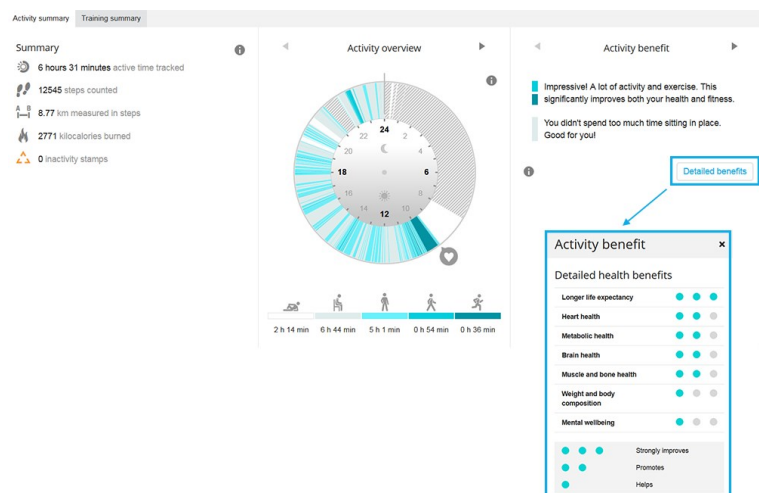 Activity summary
Training summary
Summary
6 hours 31 minutes active time tracked
12545 steps counted
A B
8.77 km measured in steps
2771 kilocalories burned
0 inactivity stamps
Activity overview
24
22 2
20 4
18 6
16 8
14 10
12
2 h 14 min 6 h 44 min 5 h 1 min 0 h 54 min 0 h 36 min
Activity benefit
Impressive! A lot of activity and exercise. This
significantly improves both your health and fitness.
You didn't spend too much time sitting in place.
Good for you!
Detailed benefits
Activity benefit
Detailed health benefits
Longer life expectancy
Heart health
Metabolic health
Brain health
Muscle and bone health
Weight and body
composition
Mental wellbeing
Strongly improves
Promotes
Helps